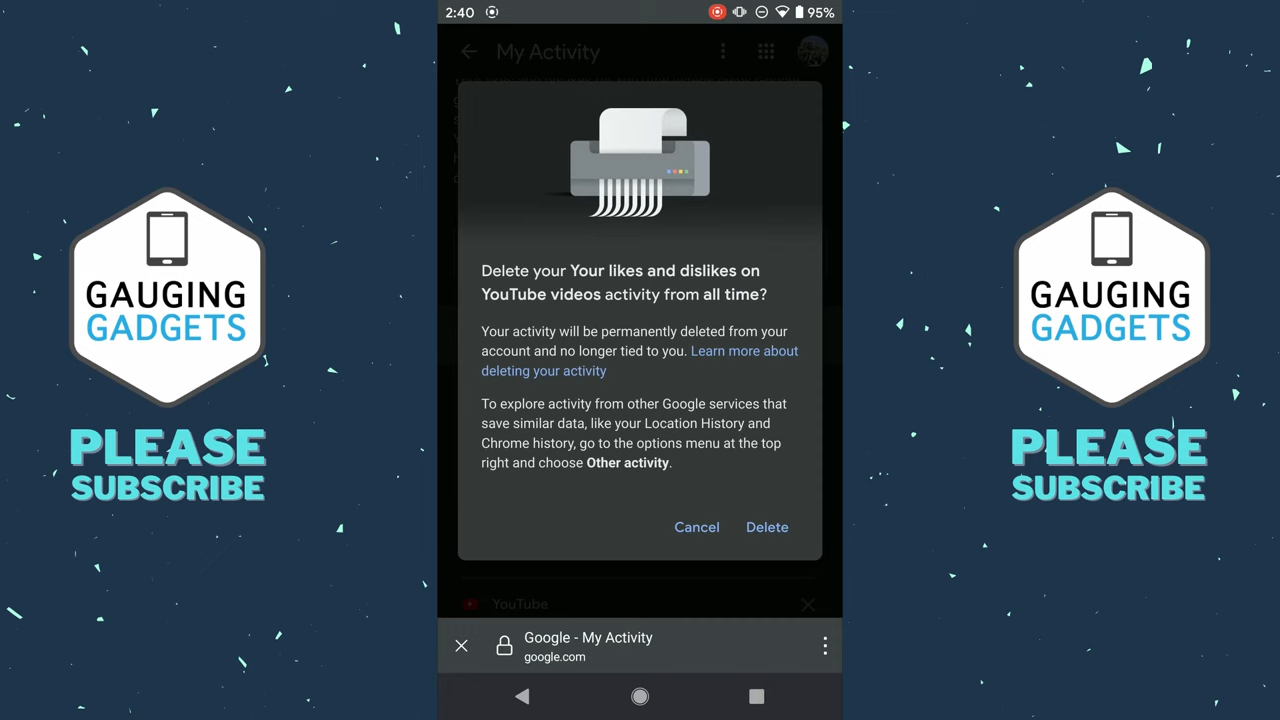 2:40
95%
My Activity
Delete your Your likes and dislikes on
YouTube videos activity from all time?
Your activity will be permanently deleted from your
account and no longer tied to you. Learn more about
deleting your activity
To explore activity from other Google services that
save similar data, like your Location History and
Chrome history, go to the options menu at the top
right and choose Other activity.
Cancel Delete
YouTube
Google - My Activity
google.com
GAUGING
GADGETS
PLEASE
SUBSCRIBE
GAUGING
GADGETS
PLEASE
SUBSCRIBE